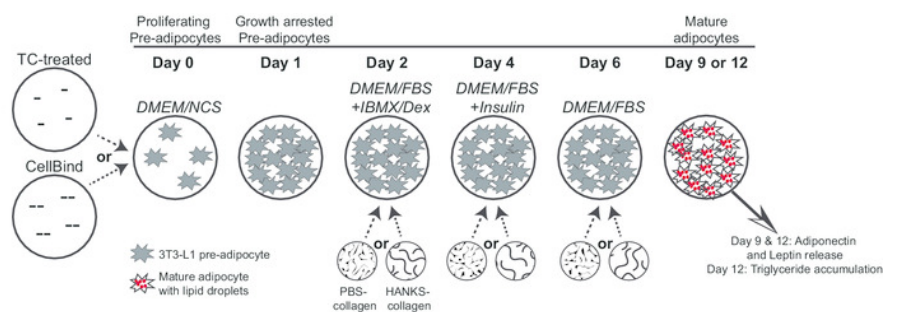 Proliferating
Pre-adipocytes
Growth arrested
Pre-adipocytes
Mature
adipocytes
TC-treated
Day 0
Day 1
Day 2
Day 4
Day 6
Day 9 or 12
DMEM/NCS
DMEM/FBS
+IBMX/Dex
DMEM/FBS
+Insulin
DMEM/FBS
or
CellBind
or
or
or
3T3-L1 pre-adipocyte
Mature adipocyte
with lipid droplets
PBS-
collagen
HANKS-
collagen
Day 9 & 12: Adiponectin
and Leptin release
Day 12: Triglyceride accumulation